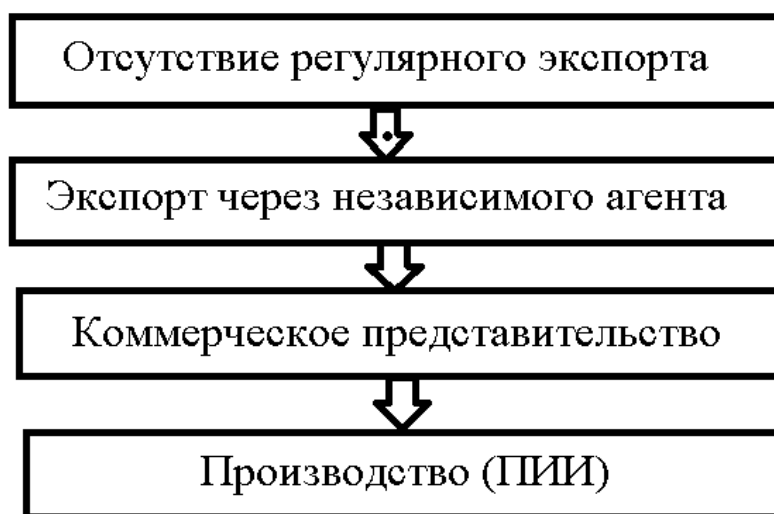 Отсутствие регулярного экспорта
Экспорт через независимого агента
Коммерческое представительство
Производство (ПИИ)